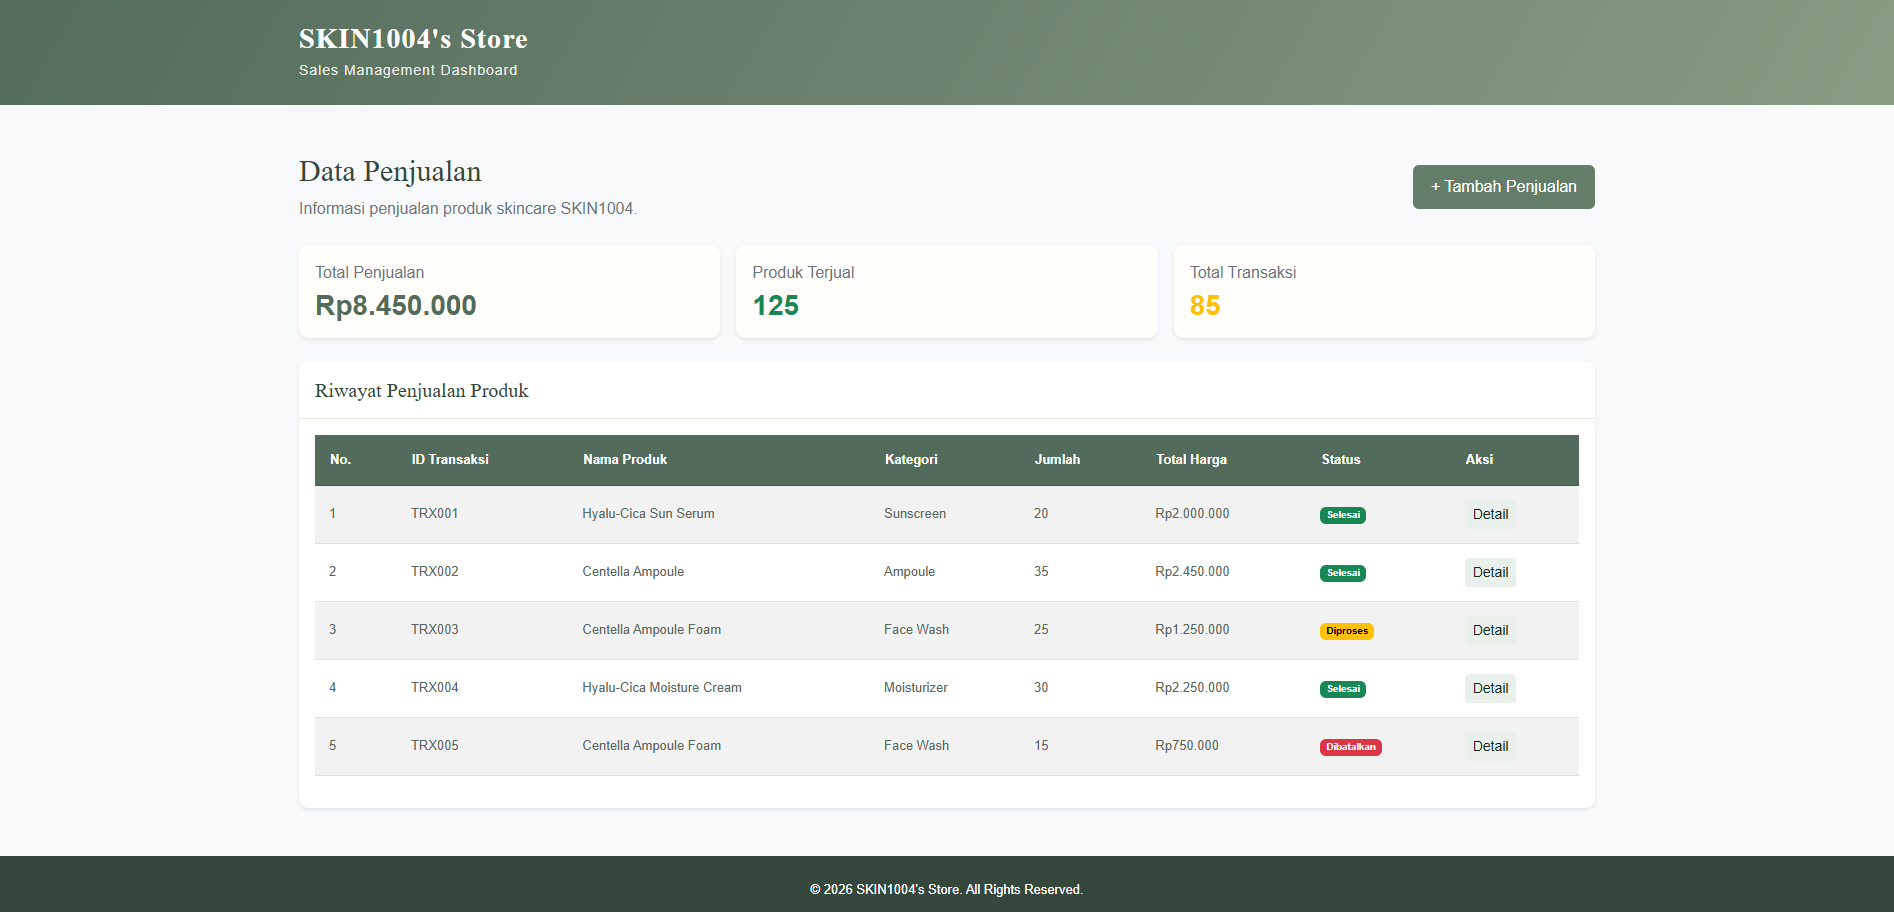 SKIN1004's Store
Sales Management Dashboard
Data Penjualan
Informasi penjualan produk skincare SKIN1004.
+ Tambah Penjualan
Total Penjualan
Rp8.450.000
Produk Terjual
125
Total Transaksi
85
Riwayat Penjualan Produk
No. ID Transaksi Nama Produk Kategori Jumlah Total Harga Status Aksi
1 TRX001 Hyalu-Cica Sun Serum Sunscreen 20 Rp2.000.000 Selesai Detail
2 TRX002 Centella Ampoule Ampoule 35 Rp2.450.000 Selesai Detail
3 TRX003 Centella Ampoule Foam Face Wash 25 Rp1.250.000 Diproses Detail
4 TRX004 Hyalu-Cica Moisture Cream Moisturizer 30 Rp2.250.000 Selesai Detail
5 TRX005 Centella Ampoule Foam Face Wash 15 Rp750.000 Dibatalkan Detail
© 2026 SKIN1004's Store. All Rights Reserved.